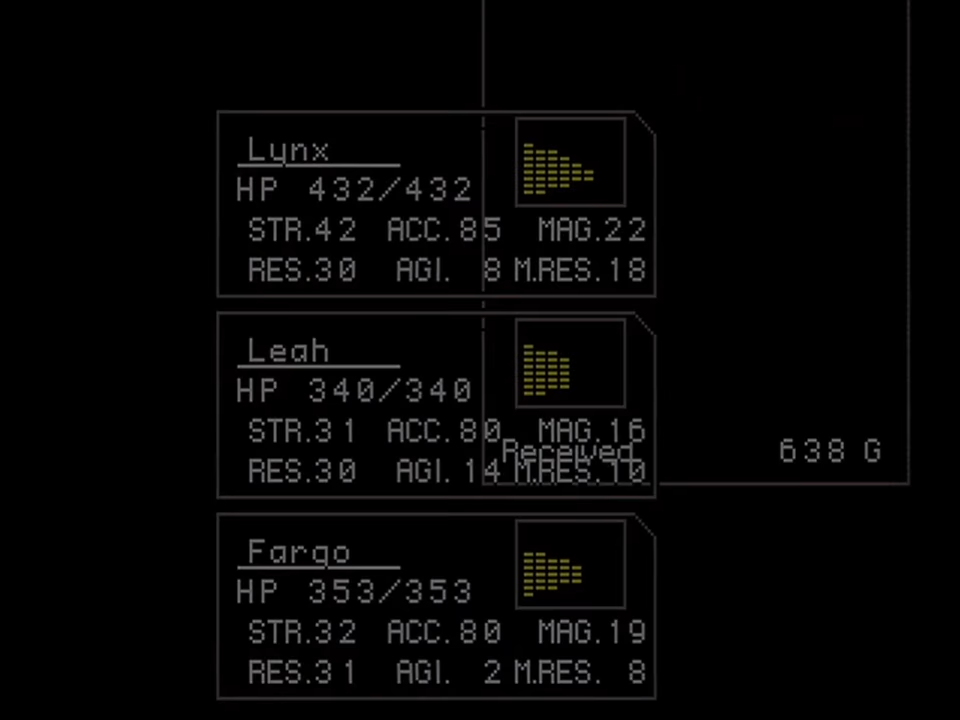 Lynx
HP 432/432
STR.42 ACC.85 MAG.22
RES.30 AGI. 8 M.RES.18
Leah
HP 340/340
STR.31 ACC.80 MAG.16
Received 638 G
RES.30 AGI.14 M.RES.10
Fargo
HP 353/353
STR.32 ACC.80 MAG.19
RES.31 AGI. 2 M.RES. 8